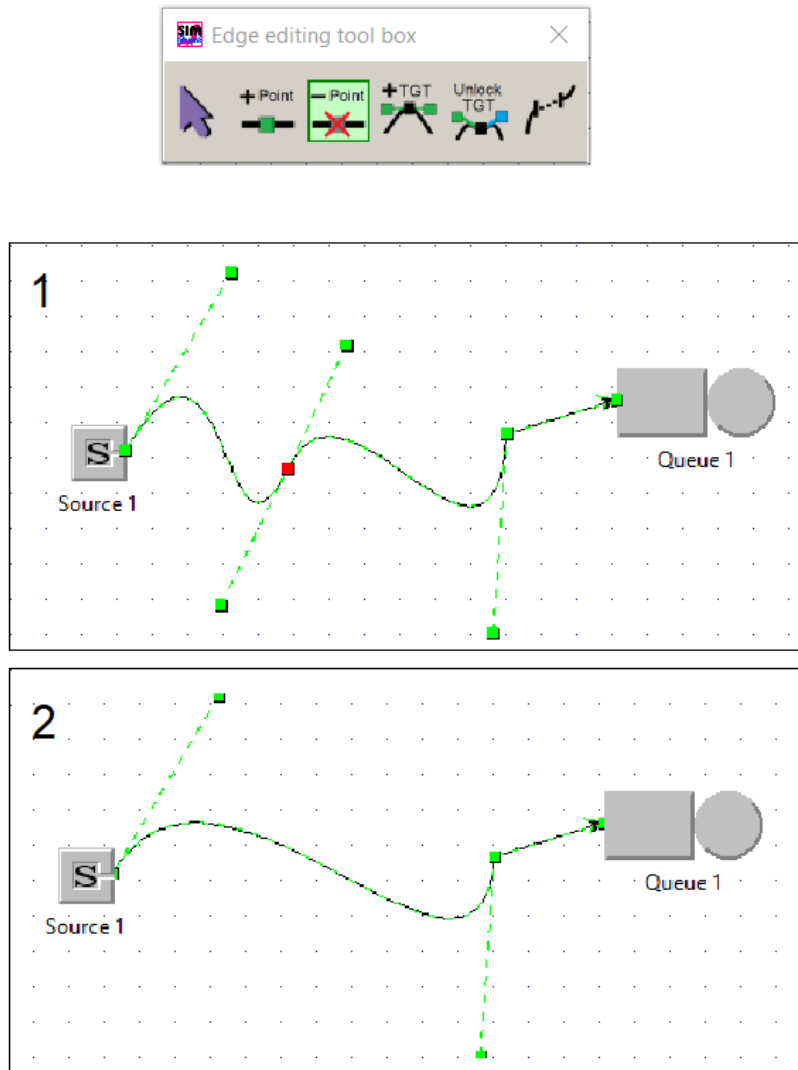 SIM Edge editing tool box
+ Point
− Point
+TGT
Unlock
TGT
1
S
Source 1
Queue 1
2
S
Source 1
Queue 1